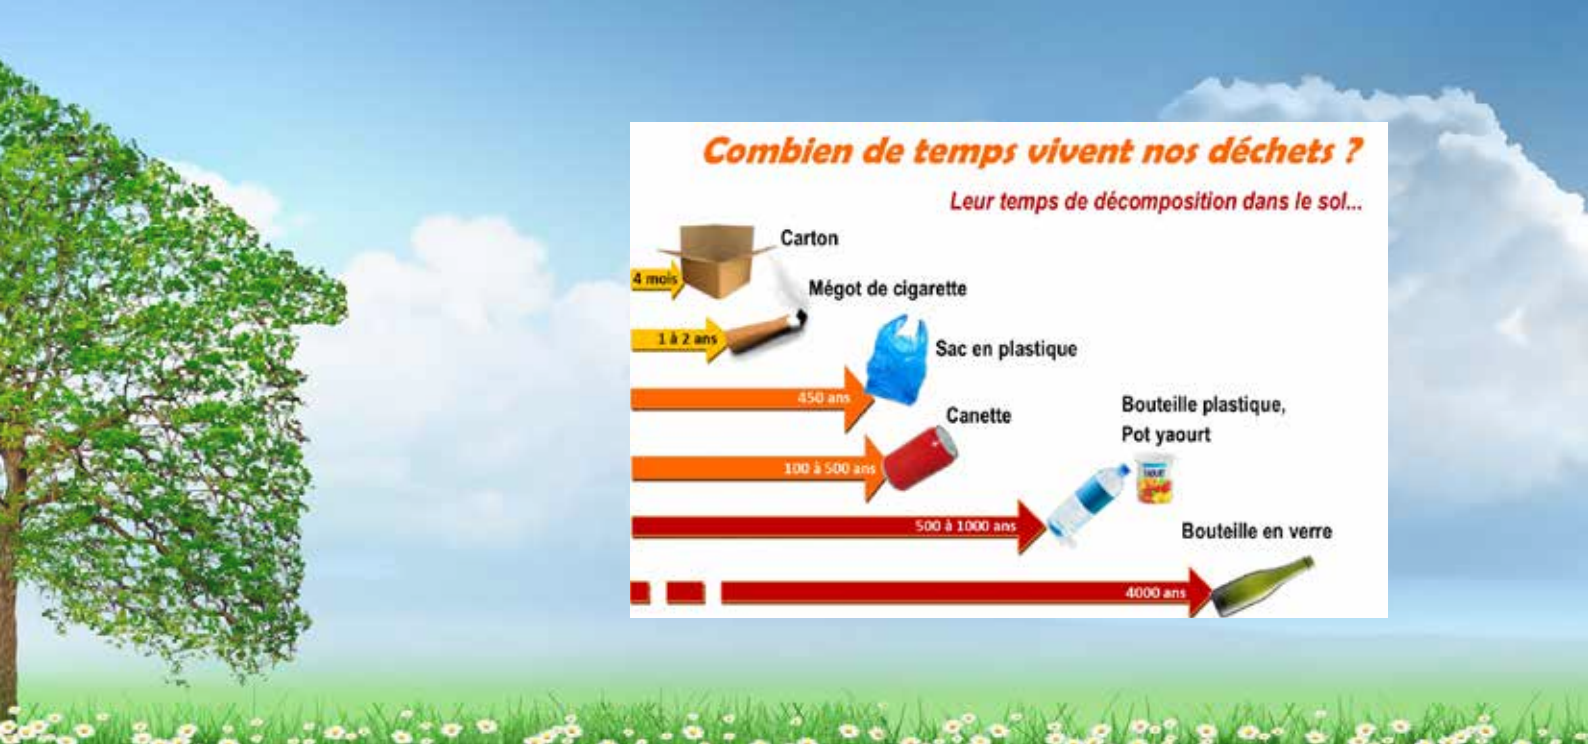 Combien de temps vivent nos déchets ?
Leur temps de décomposition dans le sol...
Carton
4 mois
Mégot de cigarette
1 à 2 ans
Sac en plastique
450 ans
Canette
100 à 500 ans
Bouteille plastique,
Pot yaourt
500 à 1000 ans
Bouteille en verre
4000 ans